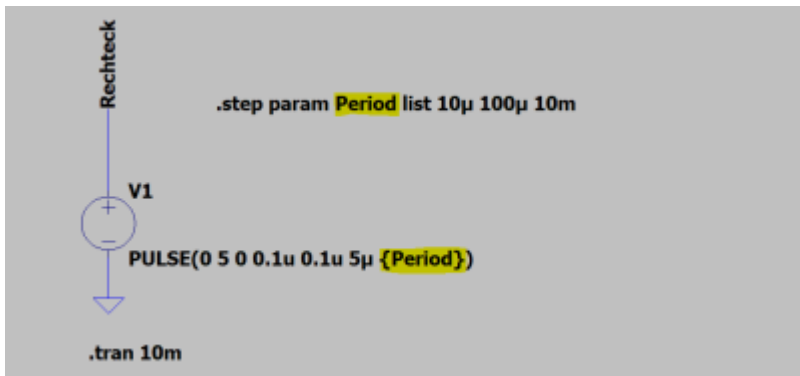 Rechteck
.step param Period list 10µ 100µ 10m
V1
PULSE(0 5 0 0.1u 0.1u 5µ {Period})
.tran 10m